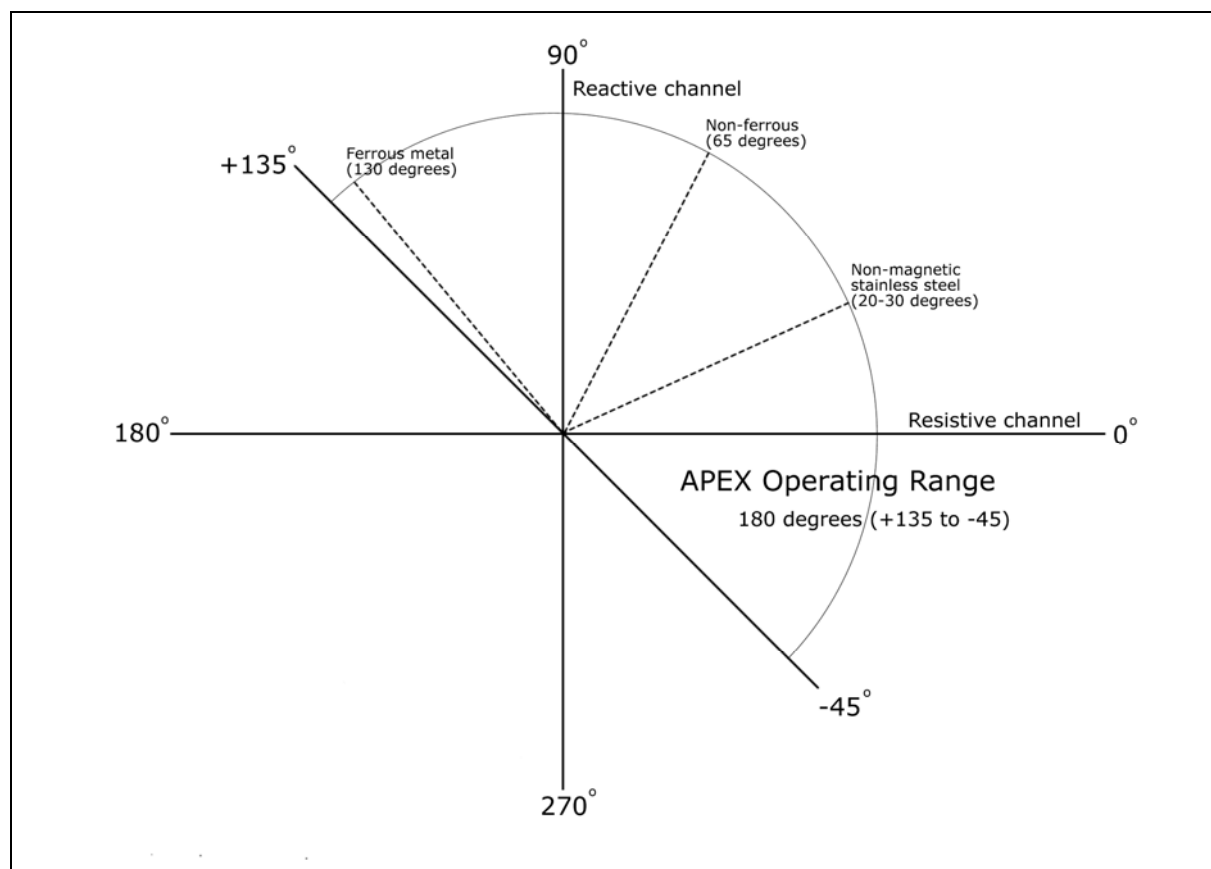 90°
Reactive channel
Non-ferrous
(65 degrees)
Ferrous metal
(130 degrees)
+135°
Non-magnetic
stainless steel
(20-30 degrees)
180°
Resistive channel
0°
APEX Operating Range
180 degrees (+135 to -45)
-45°
270°